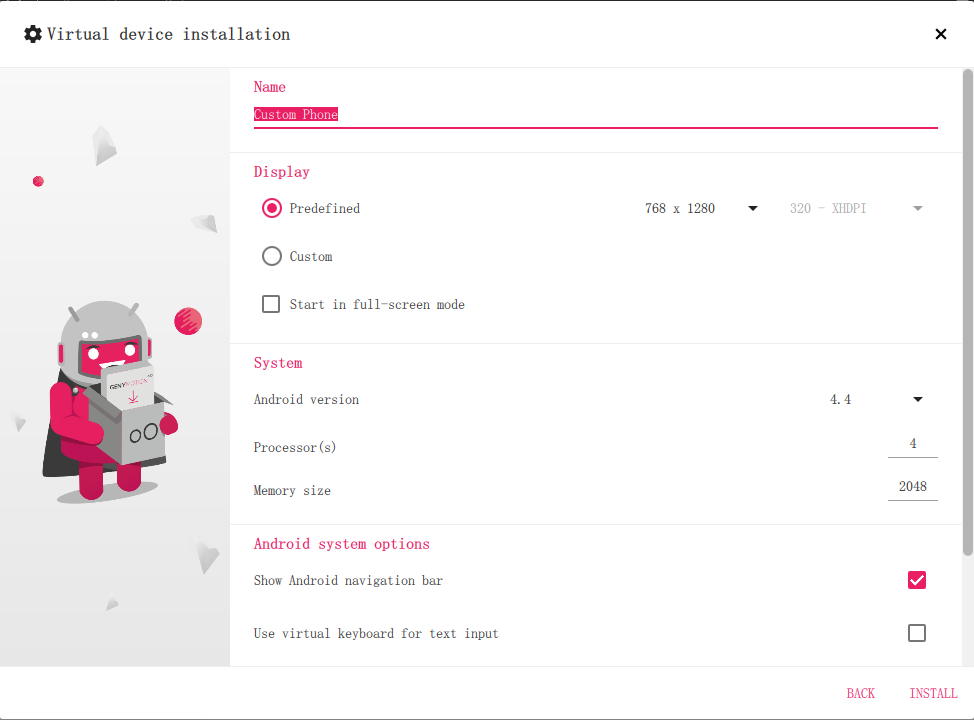 Virtual device installation
Name
Custom Phone
Display
Predefined 768 x 1280 320 - XHDPI
Custom
Start in full-screen mode
System
Android version 4.4
Processor(s) 4
Memory size 2048
GENYMOTION
Android system options
Show Android navigation bar
Use virtual keyboard for text input
BACK INSTALL